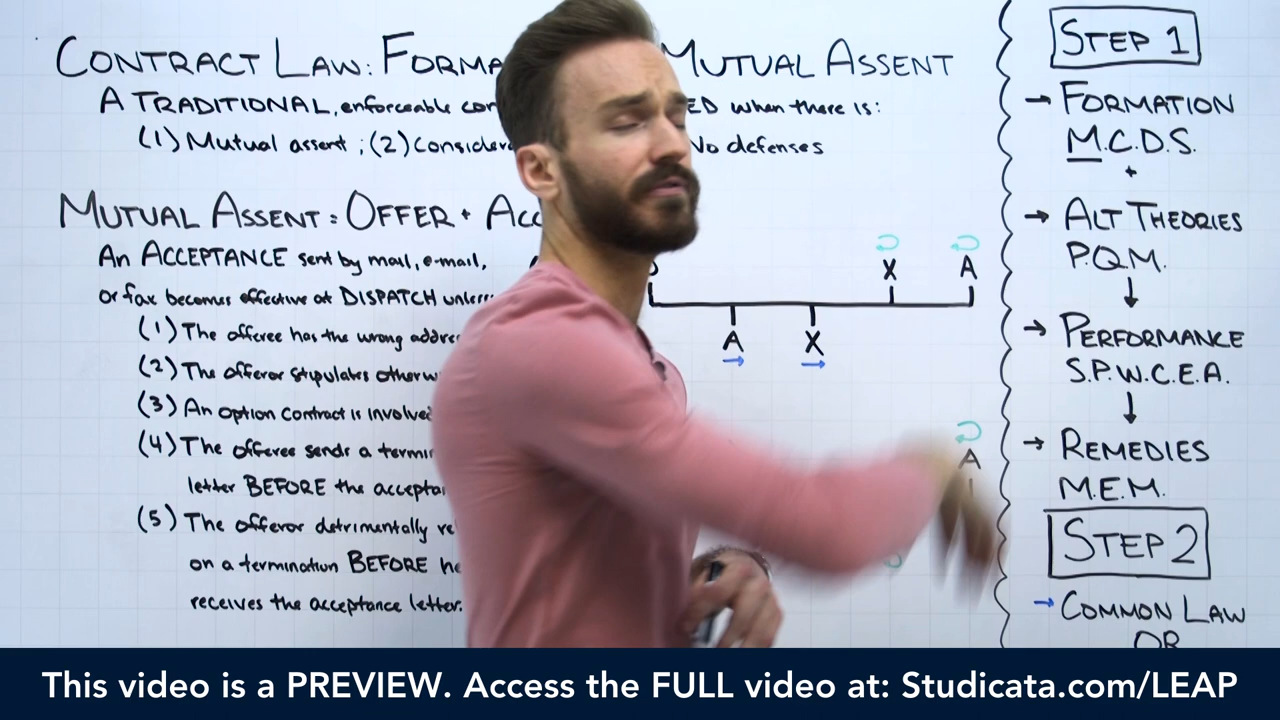 CONTRACT LAW: FORMA MUTUAL ASSENT
A TRADITIONAL, enforceable con ED when there is:
(1) Mutual assent ; (2) Considera No defenses
MUTUAL ASSENT = OFFER + ACC
An ACCEPTANCE sent by mail, e-mail,
or fax becomes effective at DISPATCH unless
(1) The offeree has the wrong addre
(2) The offeror stipulates otherw
(3) An option contract is involved
(4) The offeree sends a termin
letter BEFORE the accepta
(5) The offeror detrimentally re
on a termination BEFORE he
receives the acceptance letter.
X A
A X
A
STEP 1
→ FORMATION
M.C.D.S.
+
→ ALT THEORIES
P.Q.M.
↓
→ PERFORMANCE
S.P.W.C.E.A.
↓
→ REMEDIES
M.E.M.
STEP 2
→ COMMON LAW
OR
This video is a PREVIEW. Access the FULL video at: Studicata.com/LEAP